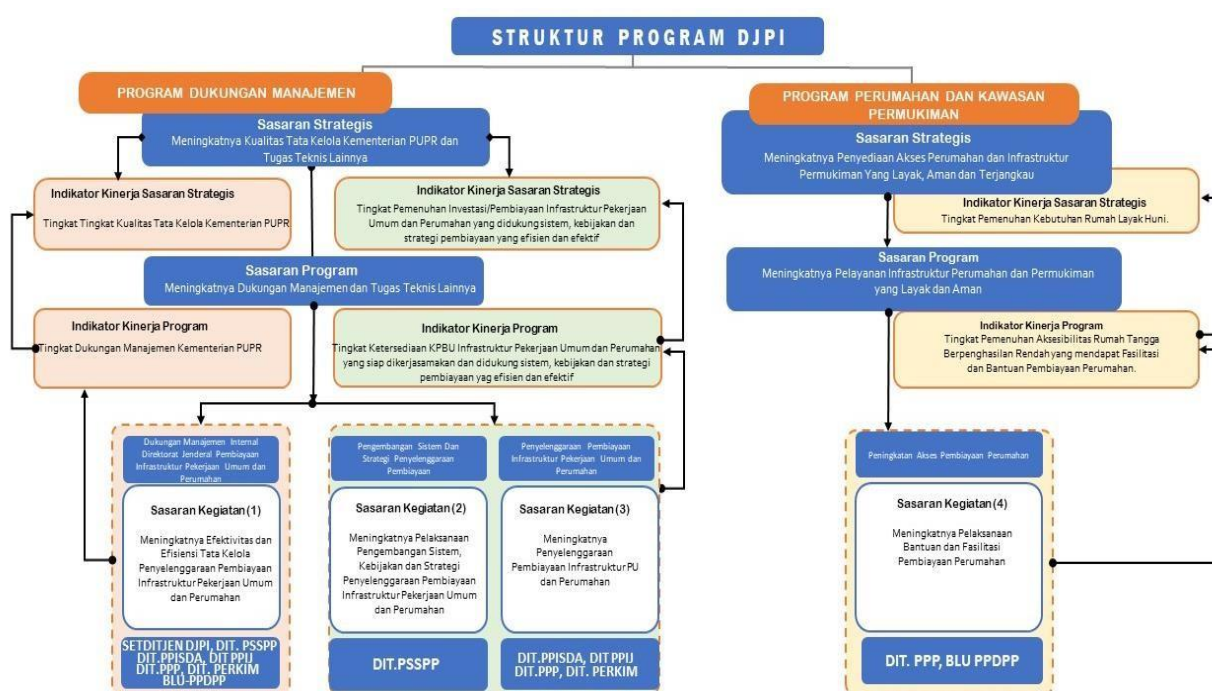 STRUKTUR PROGRAM DJPI
PROGRAM DUKUNGAN MANAJEMEN
Sasaran Strategis
Meningkatnya Kualitas Tata Kelola Kementerian PUPR dan
Tugas Teknis Lainnya
Indikator Kinerja Sasaran Strategis
Tingkat Tingkat Kualitas Tata Kelola Kementerian PUPR
Indikator Kinerja Sasaran Strategis
Tingkat Pemenuhan Investasi/Pembiayaan Infrastruktur Pekerjaan
Umum dan Perumahan yang didukung sistem, kebijakan dan
strategi pembiayaan yang efisien dan efektif
Sasaran Program
Meningkatnya Dukungan Manajemen dan Tugas Teknis Lainnya
Indikator Kinerja Program
Tingkat Dukungan Manajemen Kementerian PUPR
Indikator Kinerja Program
Tingkat Ketersediaan KPBU Infrastruktur Pekerjaan Umum dan Perumahan
yang siap dikerjasamakan dan didukung sistem, kebijakan dan strategi
pembiayaan yag efisien dan efektif
Dukungan Manajemen Internal
Direktorat Jenderal Pembiayaan
Infrastruktur Pekerjaan Umum dan
Perumahan
Sasaran Kegiatan (1)
Meningkatnya Efektivitas dan
Efisiensi Tata Kelola
Penyelenggaraan Pembiayaan
Infrastruktur Pekerjaan Umum
dan Perumahan
SETDITJEN DJPI, DIT. PSSPP
DIT.PPISDA, DIT PPIJ
DIT.PPP, DIT. PERKIM
BLU-PPDPP
Pengembangan Sistem Dan
Strategi Penyelenggaraan
Pembiayaan
Sasaran Kegiatan (2)
Meningkatnya Pelaksanaan
Pengembangan Sistem,
Kebijakan dan Strategi
Penyelenggaraan Pembiayaan
Infrastruktur Pekerjaan Umum
dan Perumahan
DIT.PSSPP
Penyelenggaraan Pembiayaan
Infrastruktur Pekerjaan Umum dan
Perumahan
Sasaran Kegiatan (3)
Meningkatnya
Penyelenggaraan
Pembiayaan Infrastruktur PU
dan Perumahan
DIT.PPISDA, DIT PPIJ
DIT.PPP, DIT. PERKIM
PROGRAM PERUMAHAN DAN KAWASAN
PERMUKIMAN
Sasaran Strategis
Meningkatnya Penyediaan Akses Perumahan dan Infrastruktur
Permukiman Yang Layak, Aman dan Terjangkau
Indikator Kinerja Sasaran Strategis
Tingkat Pemenuhan Kebutuhan Rumah Layak Huni.
Sasaran Program
Meningkatnya Pelayanan Infrastruktur Perumahan dan Permukiman
yang Layak dan Aman
Indikator Kinerja Program
Tingkat Pemenuhan Aksesibilitas Rumah Tangga
Berpenghasilan Rendah yang mendapat Fasilitasi
dan Bantuan Pembiayaan Perumahan.
Peningkatan Akses Pembiayaan Perumahan
Sasaran Kegiatan (4)
Meningkatnya Pelaksanaan
Bantuan dan Fasilitasi
Pembiayaan Perumahan
DIT. PPP, BLU PPDPP